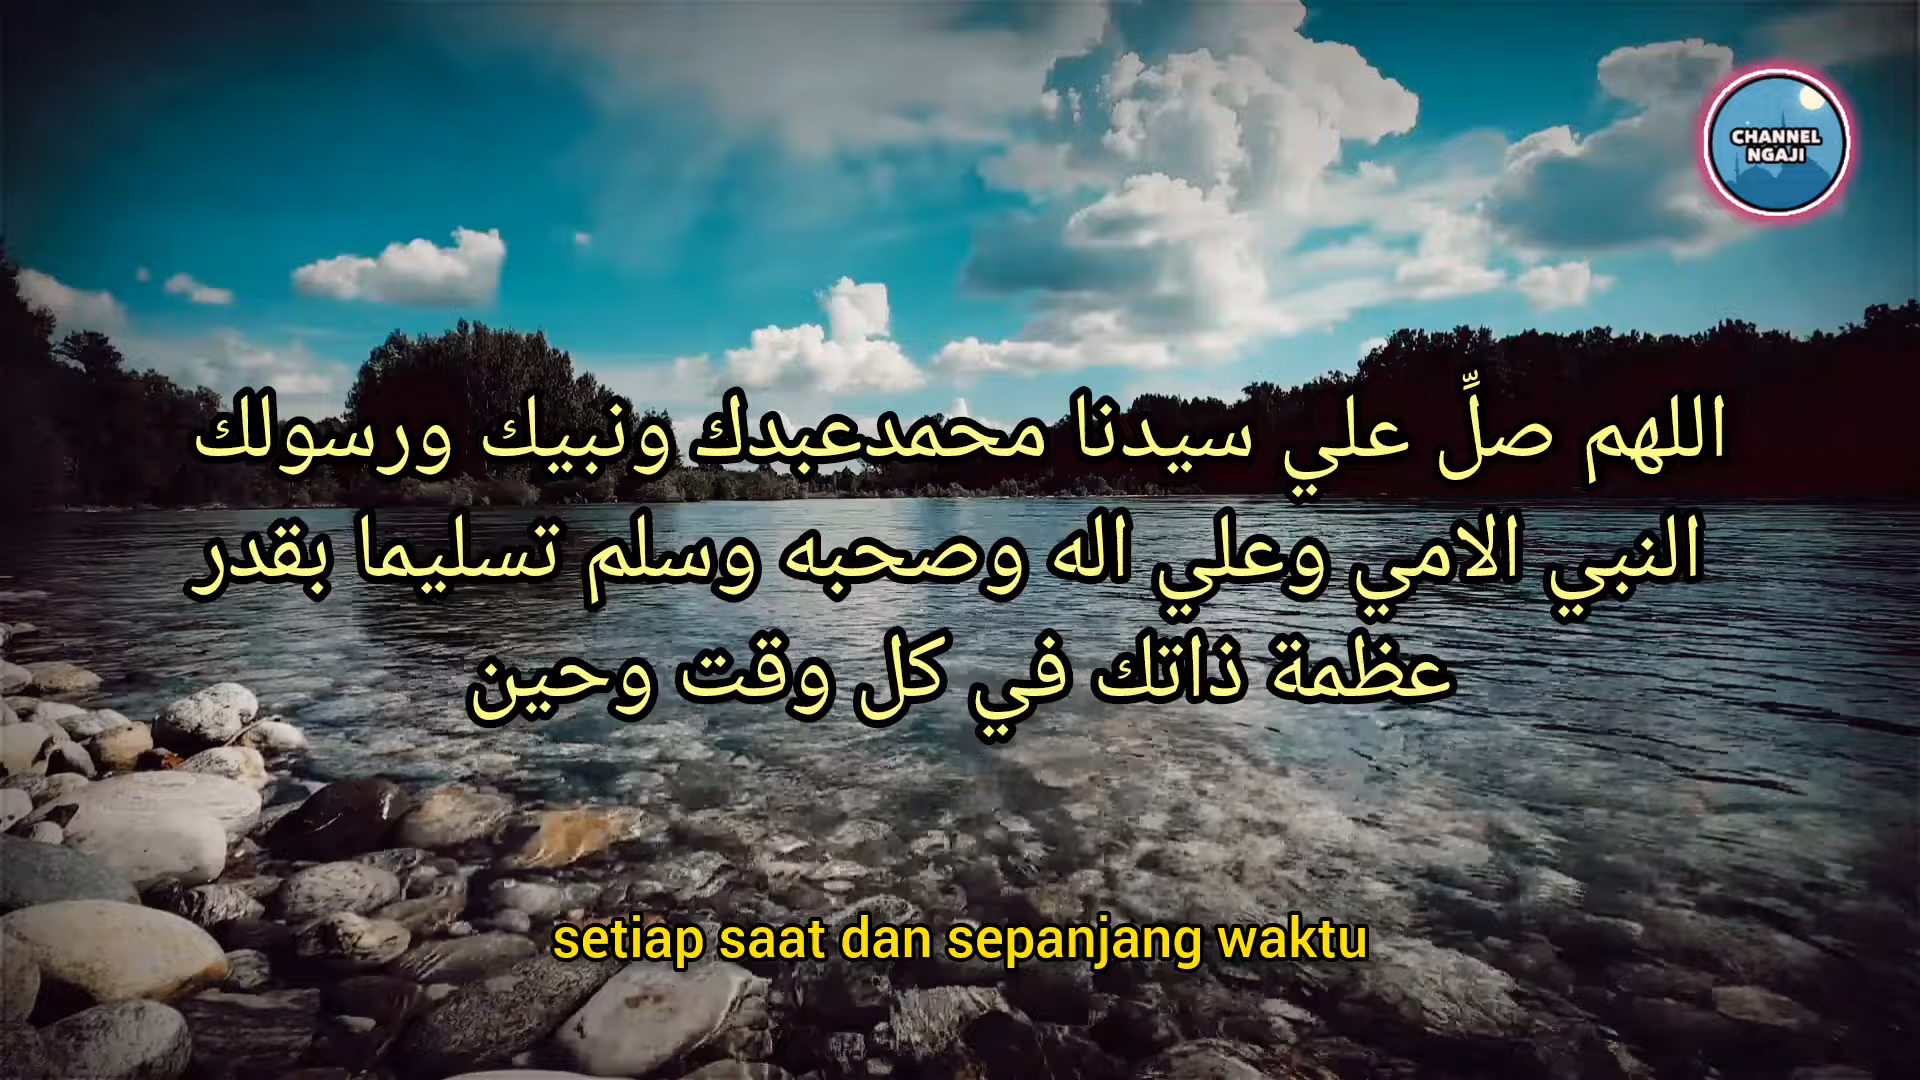 CHANNEL
NGAJI
اللهم صلِّ علي سيدنا محمدعبدك ونبيك ورسولك
النبي الامي وعلي اله وصحبه وسلم تسليما بقدر
عظمة ذاتك في كل وقت وحين
setiap saat dan sepanjang waktu